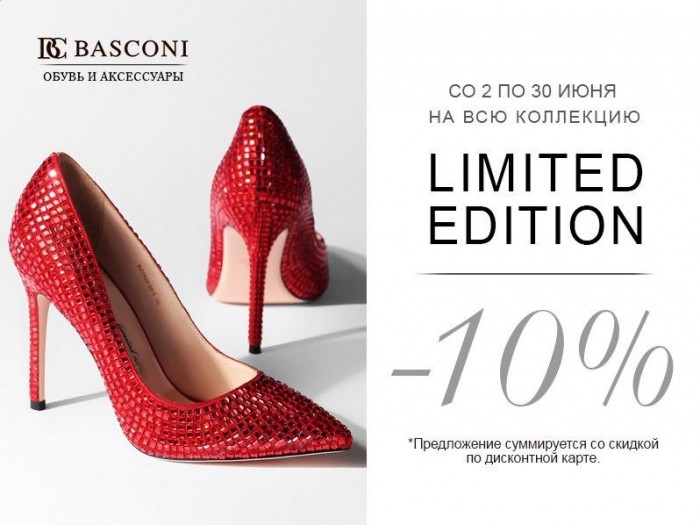 BC BASCONI
ОБУВЬ И АКСЕССУАРЫ
СО 2 ПО 30 ИЮНЯ
НА ВСЮ КОЛЛЕКЦИЮ
LIMITED
EDITION
-10%
*Предложение суммируется со скидкой
по дисконтной карте.